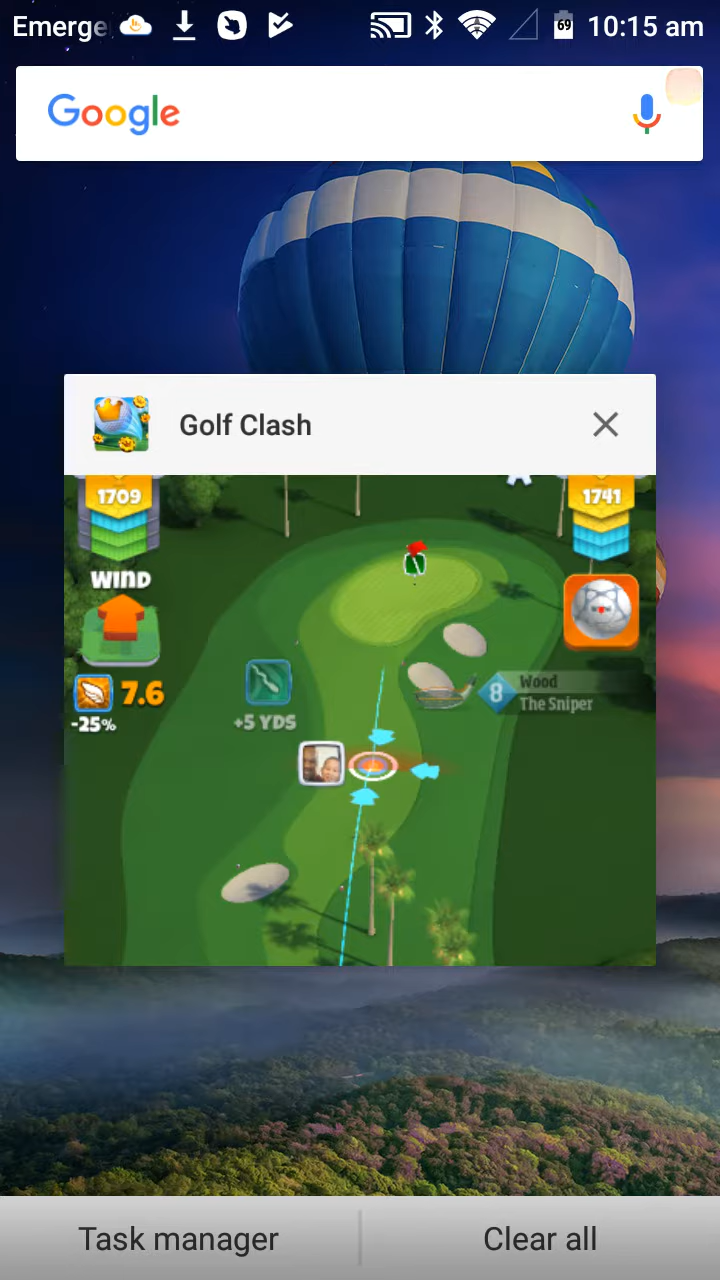 Emerge 69 10:15 am
Google
Golf Clash
1709 1741
WIND
7.6
-25%
+5 YDS
8 Wood
The Sniper
Task manager Clear all